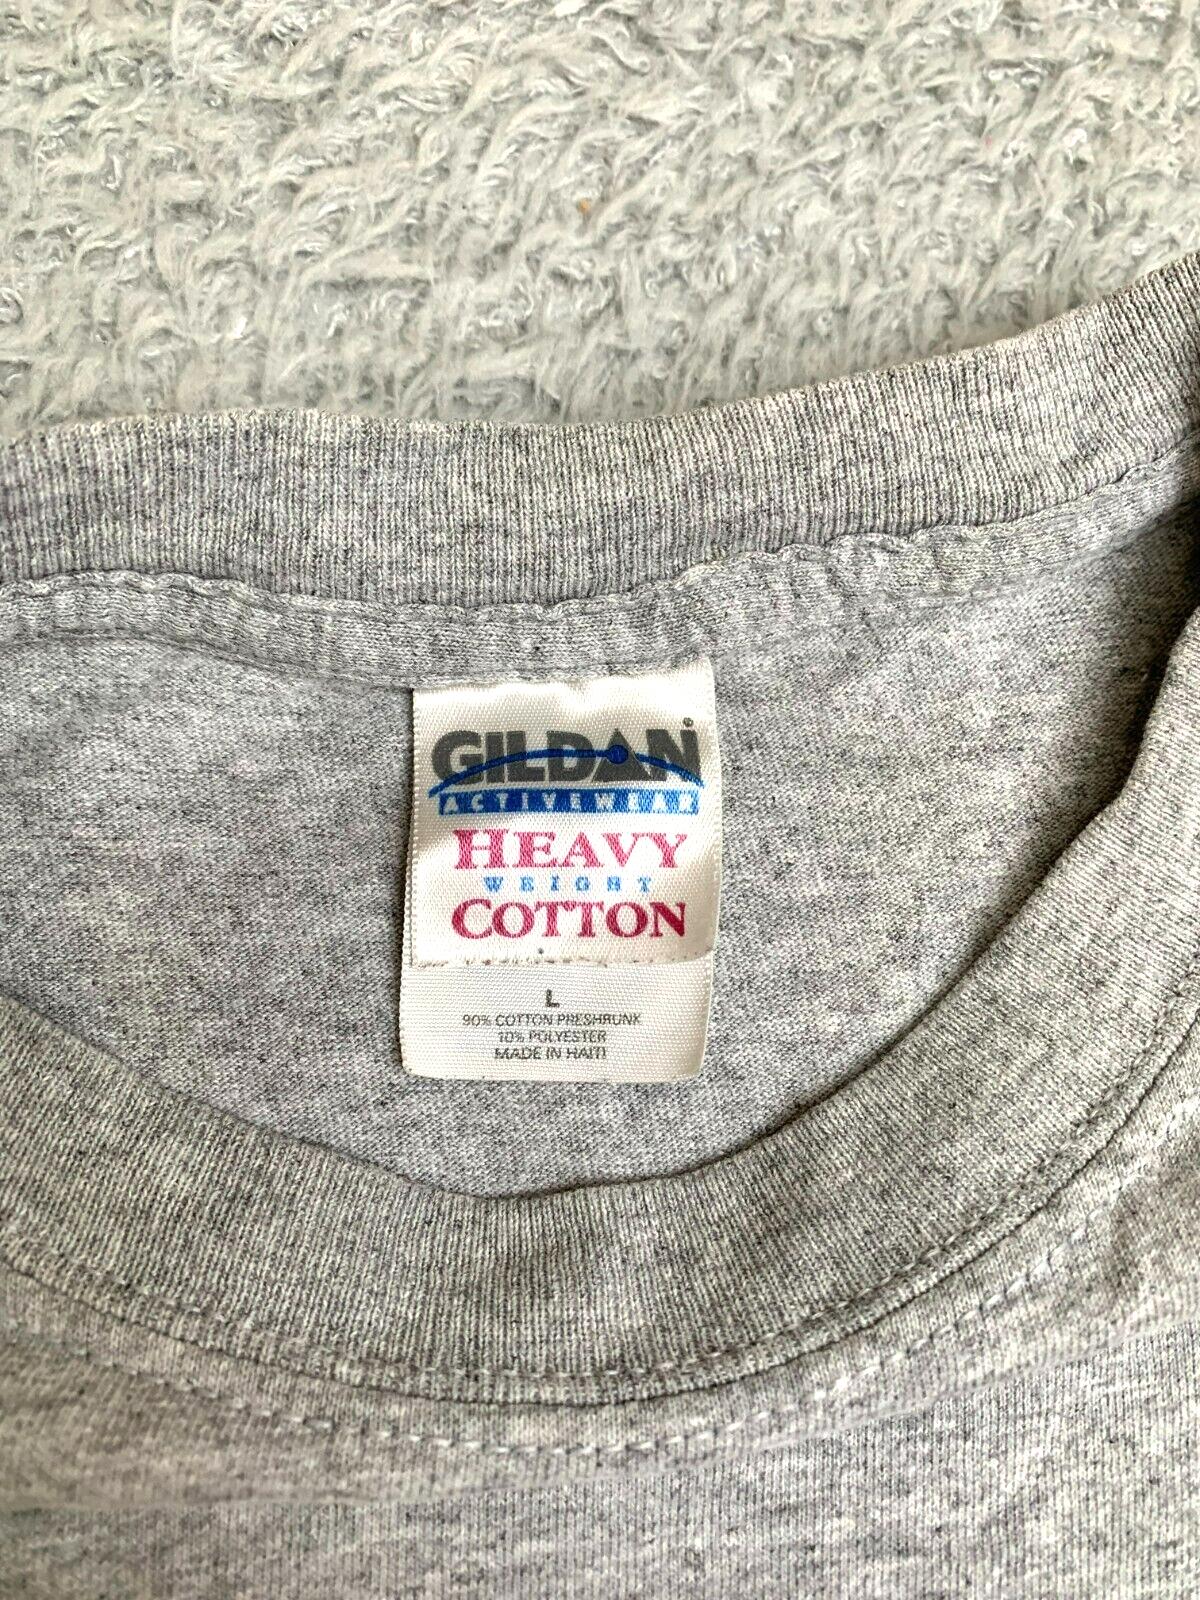 GILDAN®
ACTIVEWEAR
HEAVY
WEIGHT
COTTON
L
90% COTTON PRESHRUNK
10% POLYESTER
MADE IN HAITI